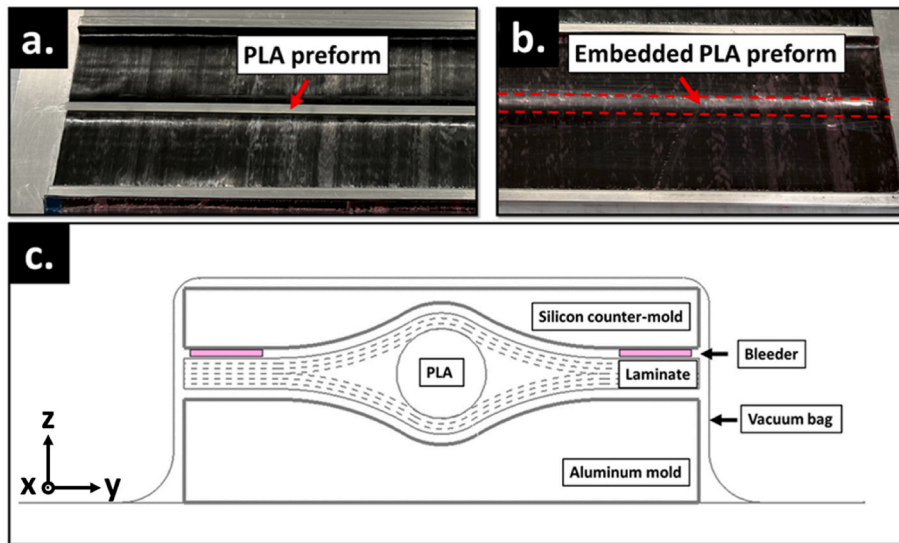 a.
PLA preform
b.
Embedded PLA preform
c.
Silicon counter-mold
Bleeder
PLA
Laminate
Vacuum bag
Aluminum mold
z
x
y